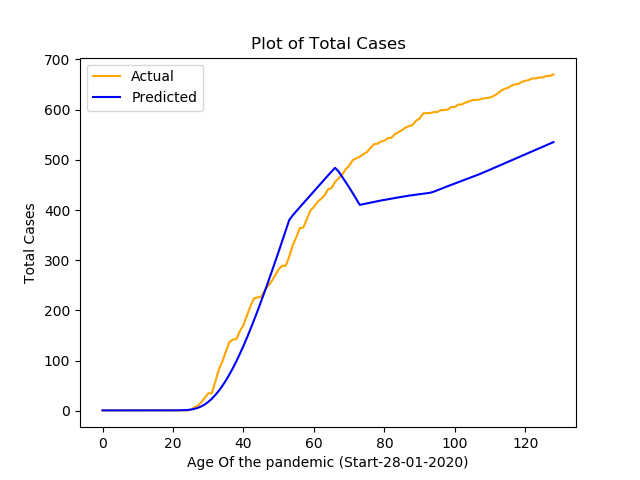 Plot of Total Cases
Actual
Predicted
Total Cases
700
600
500
400
300
200
100
0
0 20 40 60 80 100 120
Age Of the pandemic (Start-28-01-2020)